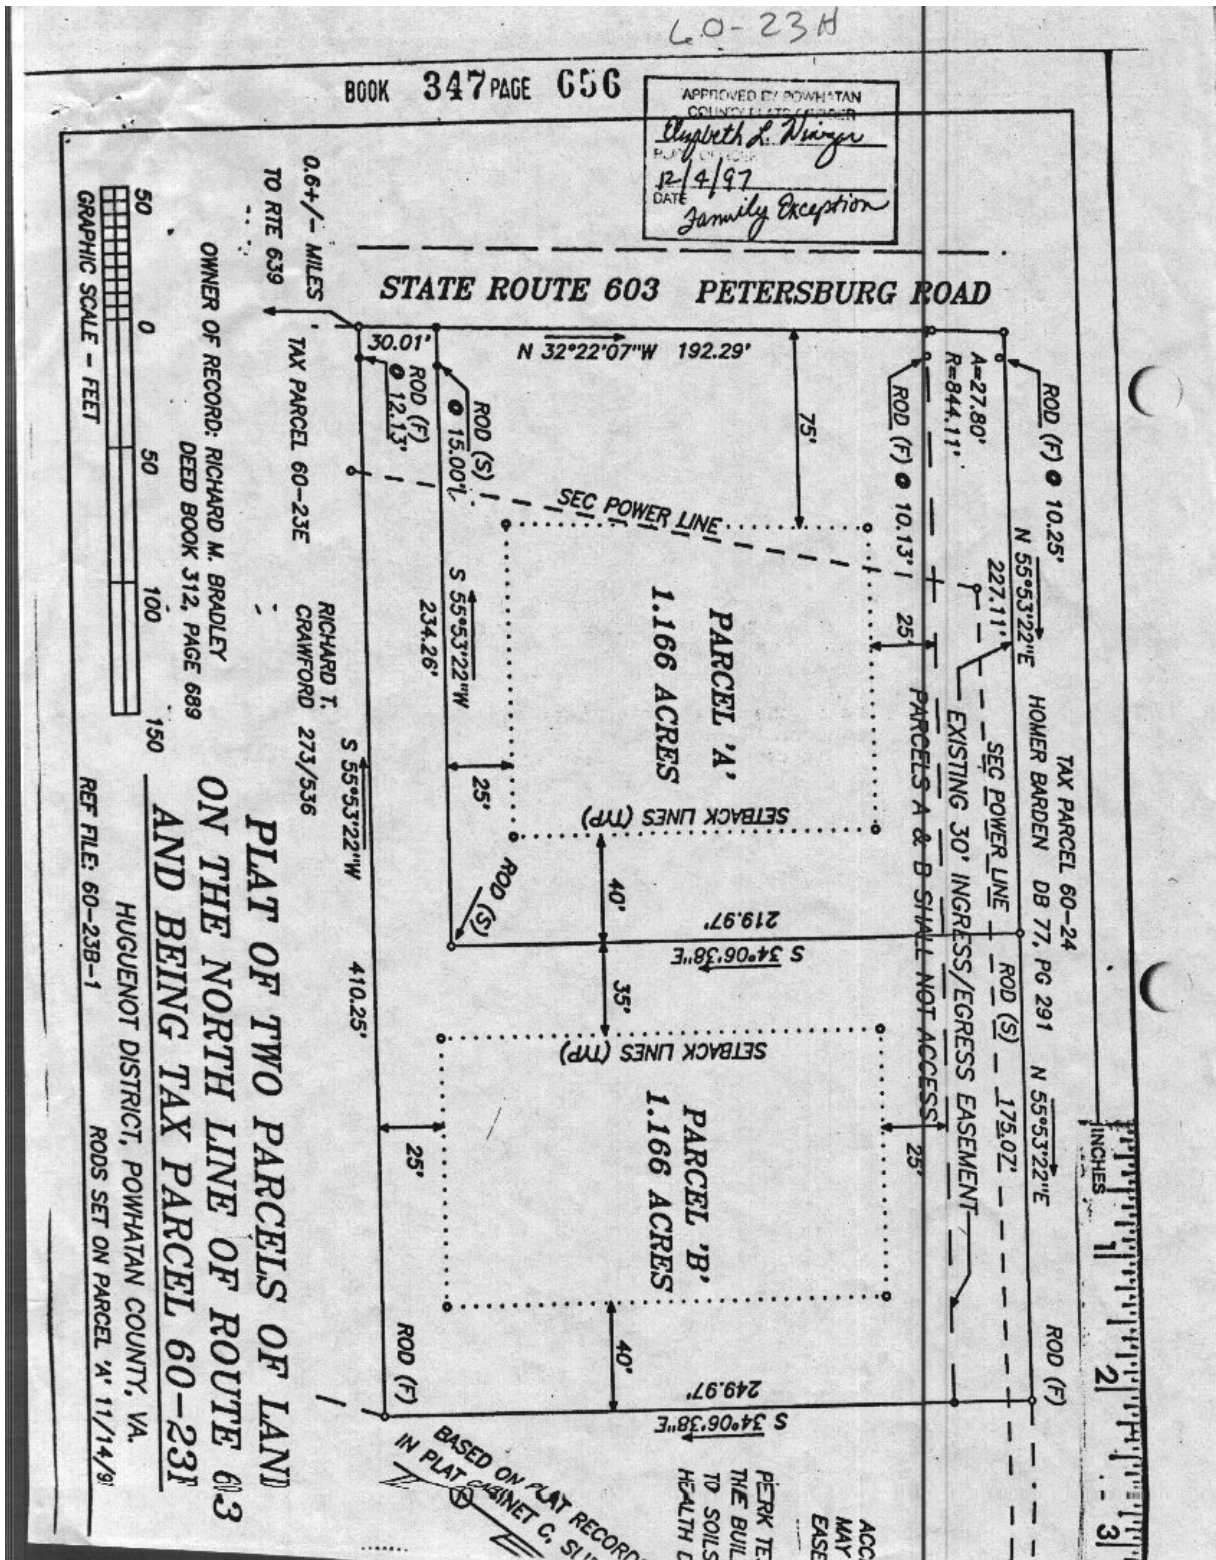 60-23H
BOOK 347 PAGE 656
APPROVED BY POWHATAN
12/4/97
DATE
Family Exception
STATE ROUTE 603 PETERSBURG ROAD
0.6+/- MILES
TO RTE 639
30.01'
N 32°22'07"W 192.29'
ROD (F)
@ 12.13'
ROD (S)
@ 15.00'
75'
ROD (F) @ 10.13'
A=27.80'
R=844.11'
ROD (F) @ 10.25'
N 55°53'22"E
227.11'
TAX PARCEL 60-24
HOMER BARDEN DB 77, PG 291
N 55°53'22"E
175.07'
ROD (F)
SEC POWER LINE
SEC POWER LINE
ROD (S)
EXISTING 30' INGRESS/EGRESS EASEMENT
PARCELS A & B SHALL NOT ACCESS
25'
25'
PARCEL 'A'
1.166 ACRES
SETBACK LINES (TYP)
S 55°53'22"W
234.26'
25'
ROD (S)
40'
219.97'
S 34°06'38"E
35'
SETBACK LINES (TYP)
PARCEL 'B'
1.166 ACRES
25'
40'
249.97'
S 34°06'38"E
ROD (F)
S 55°53'22"W
410.25'
TAX PARCEL 60-23E
RICHARD T.
CRAWFORD 273/536
OWNER OF RECORD: RICHARD M. BRADLEY
DEED BOOK 312, PAGE 689
50 0 50 100 150
GRAPHIC SCALE - FEET
PLAT OF TWO PARCELS OF LAND
ON THE NORTH LINE OF ROUTE 603
AND BEING TAX PARCEL
HUGUENOT DISTRICT, POWHATAN COUNTY, VA.
REF FILE: 60-23B-1
RODS SET ON PARCEL 'A'
BASED ON PLAT
IN PLAT CABINET C,
PERK
THE
TO SOILS
HEALTH
MAY
INCHES
1 2 3